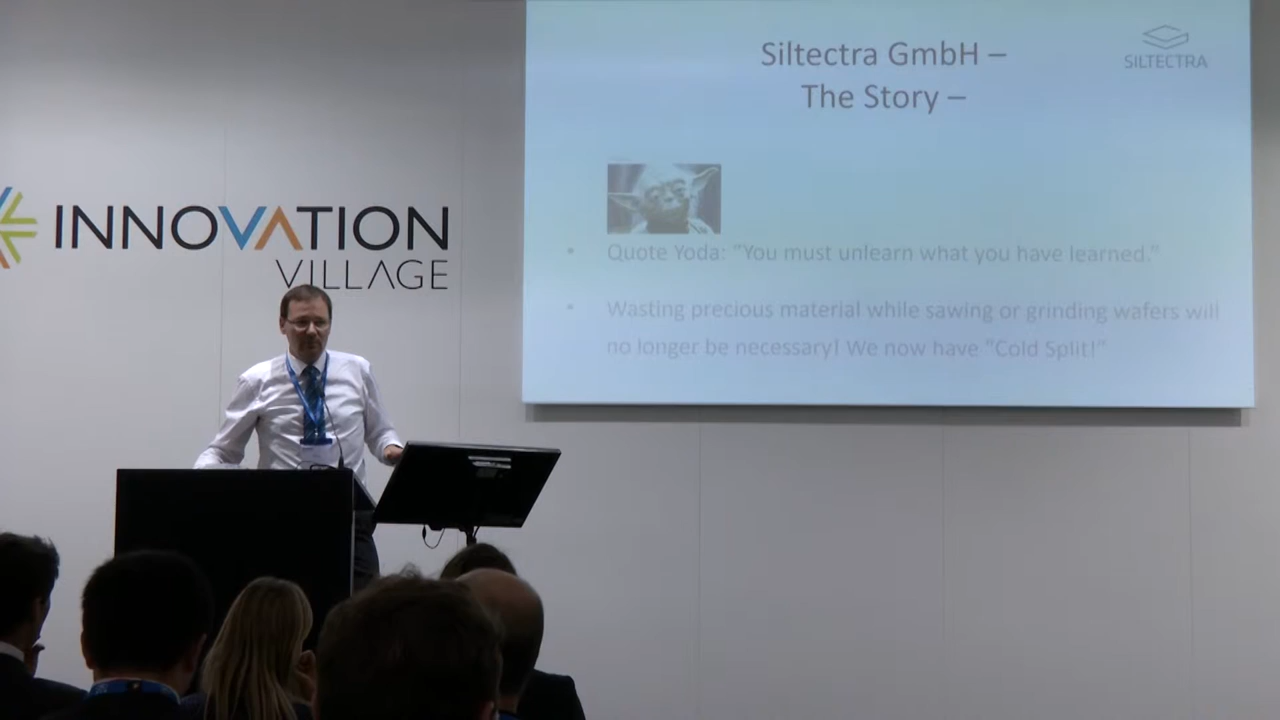 INNOVATION
VILLAGE
Siltectra GmbH –
The Story –
SILTECTRA
• Quote Yoda: “You must unlearn what you have learned.”
• Wasting precious material while sawing or grinding wafers will
no longer be necessary! We now have “Cold Split!”